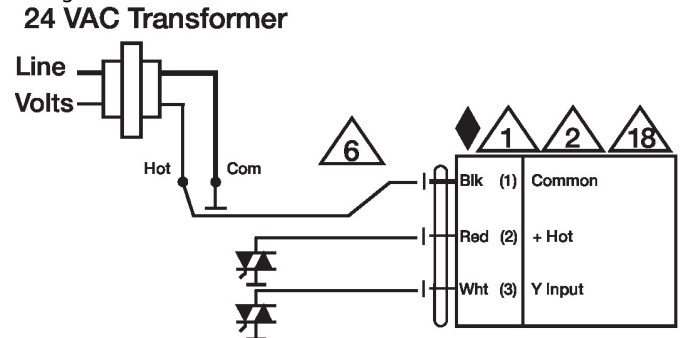 24 VAC Transformer
Line
Volts
Hot
Com
6
1
2
18
Blk (1) Common
Red (2) + Hot
Wht (3) Y Input